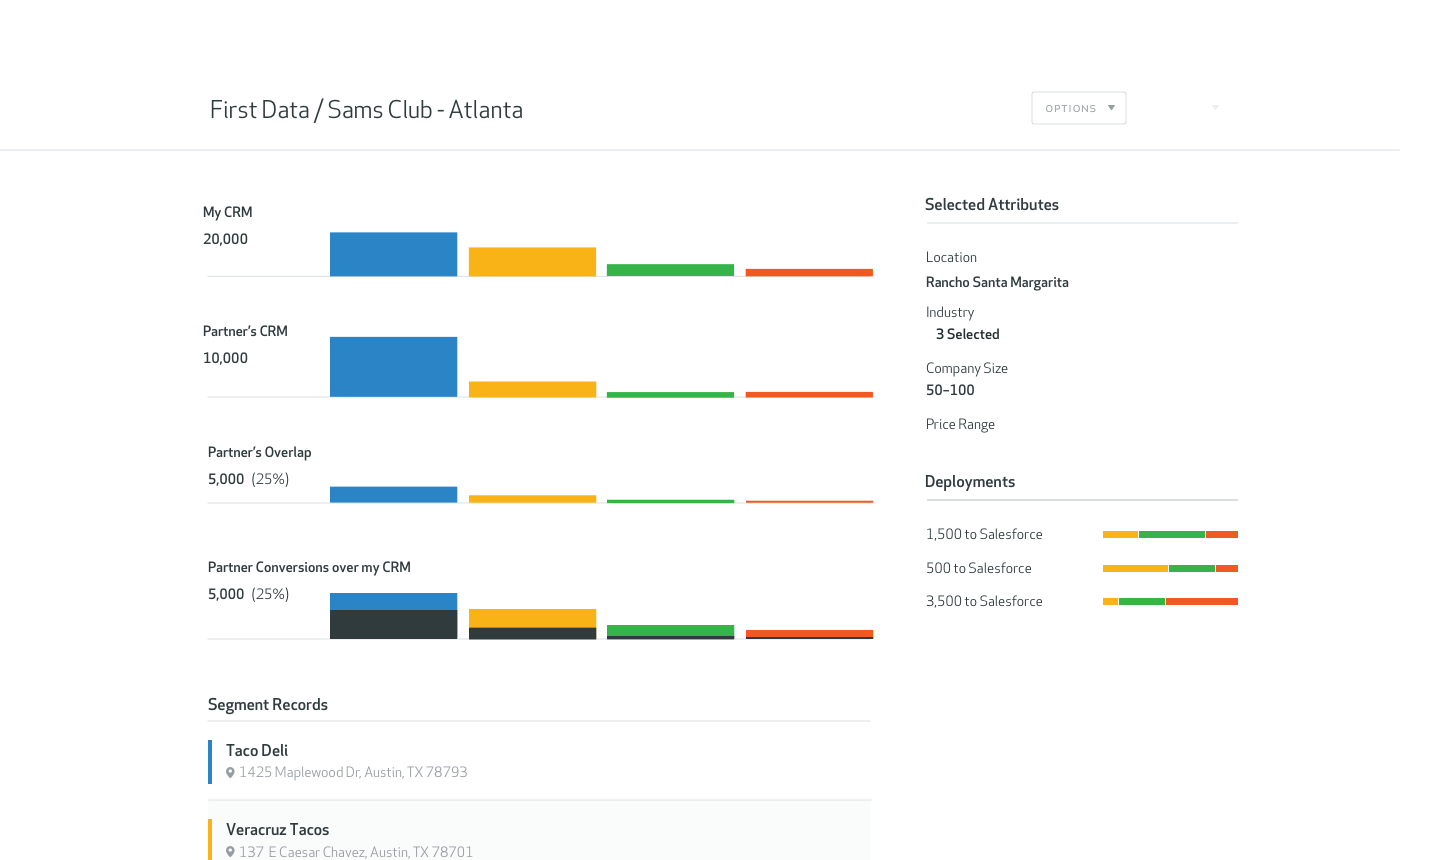 First Data / Sams Club - Atlanta
OPTIONS
My CRM
20,000
Partner's CRM
10,000
Partner's Overlap
5,000 (25%)
Partner Conversions over my CRM
5,000 (25%)
Segment Records
Taco Deli
1425 Maplewood Dr, Austin, TX 78793
Veracruz Tacos
137 E Caesar Chavez, Austin, TX 78701
Selected Attributes
Location
Rancho Santa Margarita
Industry
3 Selected
Company Size
50–100
Price Range
Deployments
1,500 to Salesforce
500 to Salesforce
3,500 to Salesforce